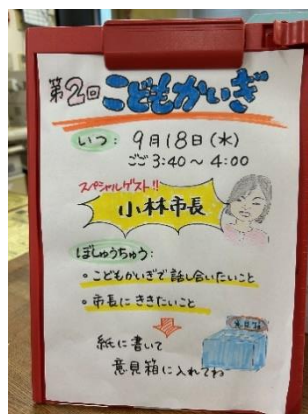 第2回 こどもかいぎ
いつ: 9月18日(水)
ごご 3:40~4:00
スペシャルゲスト!!
小林市長
ぼしゅうちゅう:
・こどもかいぎで話し合いたいこと
・市長にききたいこと
紙に書いて
意見箱に入れてね
意見箱